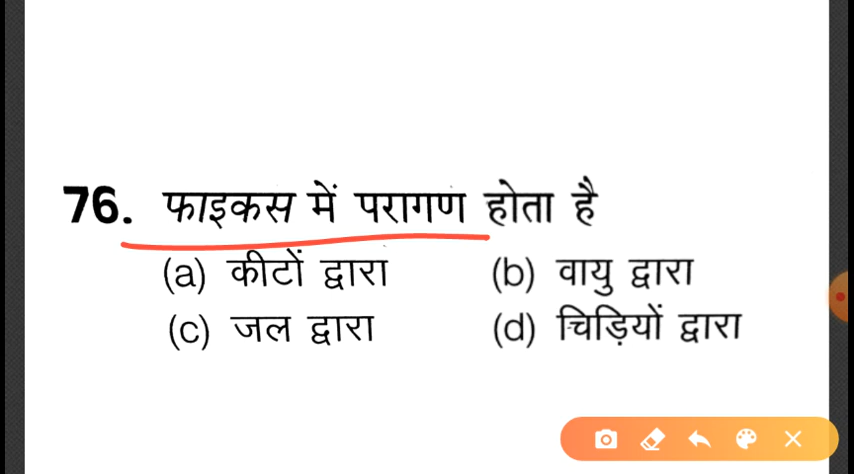 76. फाइकस में परागण होता है
(a) कीटों द्वारा (b) वायु द्वारा
(c) जल द्वारा (d) चिड़ियों द्वारा